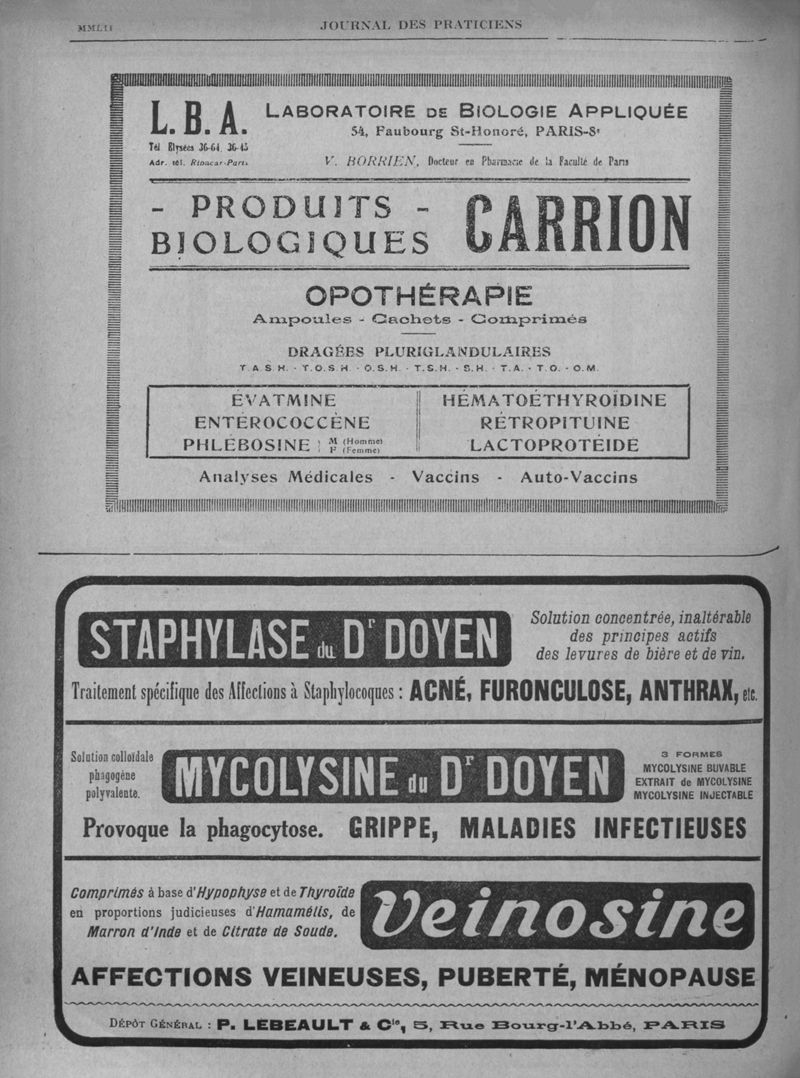 MMLII
JOURNAL DES PRATICIENS
L. B. A.
Tél Elysées 36-64, 36-45
Adr. tél. Rioncar-Paris
LABORATOIRE DE BIOLOGIE APPLIQUÉE
54, Faubourg St-Honoré, PARIS-8e
V. BORRIEN, Docteur en Pharmacie de la Faculté de Paris
- PRODUITS -
BIOLOGIQUES
CARRION
OPOTHÉRAPIE
Ampoules - Cachets - Comprimés
DRAGÉES PLURIGLANDULAIRES
T.A.S.H. - T.O.S.H. - O.S.H. - T.S.H. - S.H. - T.A. - T.O. - O.M.
ÉVATMINE
ENTÉROCOCCÈNE
PHLÉBOSINE M (Homme)
F (Femme)
HÉMATOÉTHYROÏDINE
RÉTROPITUINE
LACTOPROTÉIDE
Analyses Médicales - Vaccins - Auto-Vaccins
STAPHYLASE du Dr DOYEN
Solution concentrée, inaltérable
des principes actifs
des levures de bière et de vin.
Traitement spécifique des Affections à Staphylocoques : ACNÉ, FURONCULOSE, ANTHRAX, etc.
Solution colloïdale
phagogène
polyvalente.
MYCOLYSINE du Dr DOYEN
3 FORMES
MYCOLYSINE BUVABLE
EXTRAIT de MYCOLYSINE
MYCOLYSINE INJECTABLE
Provoque la phagocytose. GRIPPE, MALADIES INFECTIEUSES
Comprimés à base d'Hypophyse et de Thyroïde
en proportions judicieuses d'Hamamélis, de
Marron d'Inde et de Citrate de Soude.
Veinosine
AFFECTIONS VEINEUSES, PUBERTÉ, MÉNOPAUSE
DÉPÔT GÉNÉRAL : P. LEBEAULT & Cie, 5, Rue Bourg-l'Abbé, PARIS